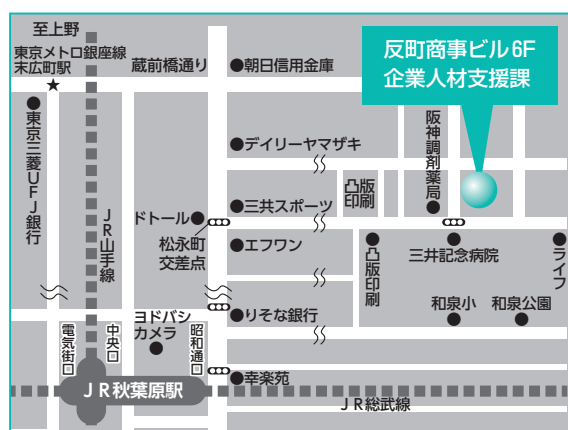 至上野
東京メトロ銀座線
末広町駅
★
蔵前橋通り
●朝日信用金庫
反町商事ビル6F
企業人材支援課
●東京三菱UFJ銀行
JR山手線
●デイリーヤマザキ
阪神調剤薬局●
凸版
印刷
●三共スポーツ
ドトール●
松永町
交差点
●エフワン
●凸版印刷
三井記念病院
●ライフ
ヨドバシ
カメラ
●りそな銀行
和泉小
和泉公園
電気街口
中央口
昭和通口
●幸楽苑
JR秋葉原駅
JR総武線